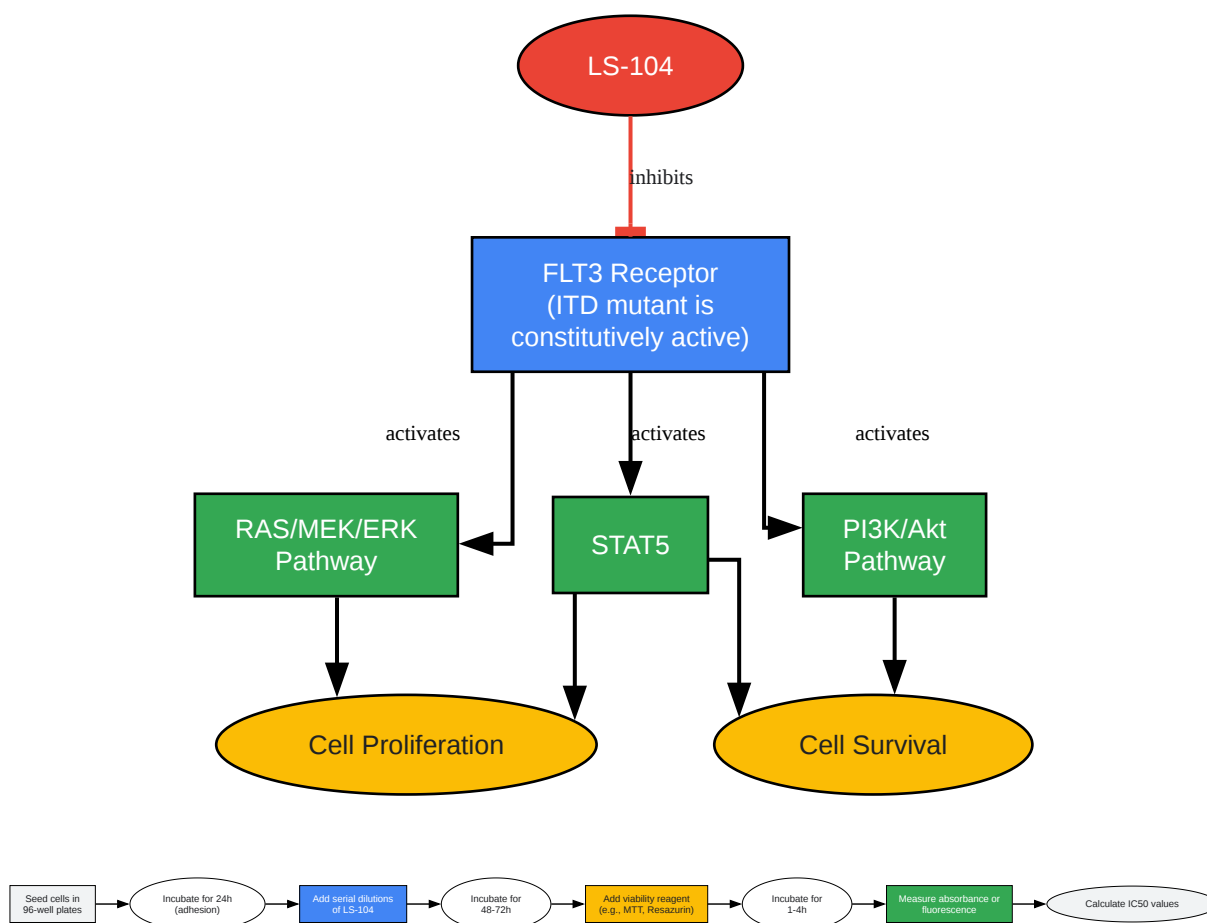 LS-104
inhibits
FLT3 Receptor
(ITD mutant is
constitutively active)
activates
activates
activates
RAS/MEK/ERK
Pathway
STAT5
PI3K/Akt
Pathway
Cell Proliferation
Cell Survival
Seed cells in
96-well plates
Incubate for 24h
(adhesion)
Add serial dilutions
of LS-104
Incubate for
48-72h
Add viability reagent
(e.g., MTT, Resazurin)
Incubate for
1-4h
Measure absorbance or
fluorescence
Calculate IC50 values